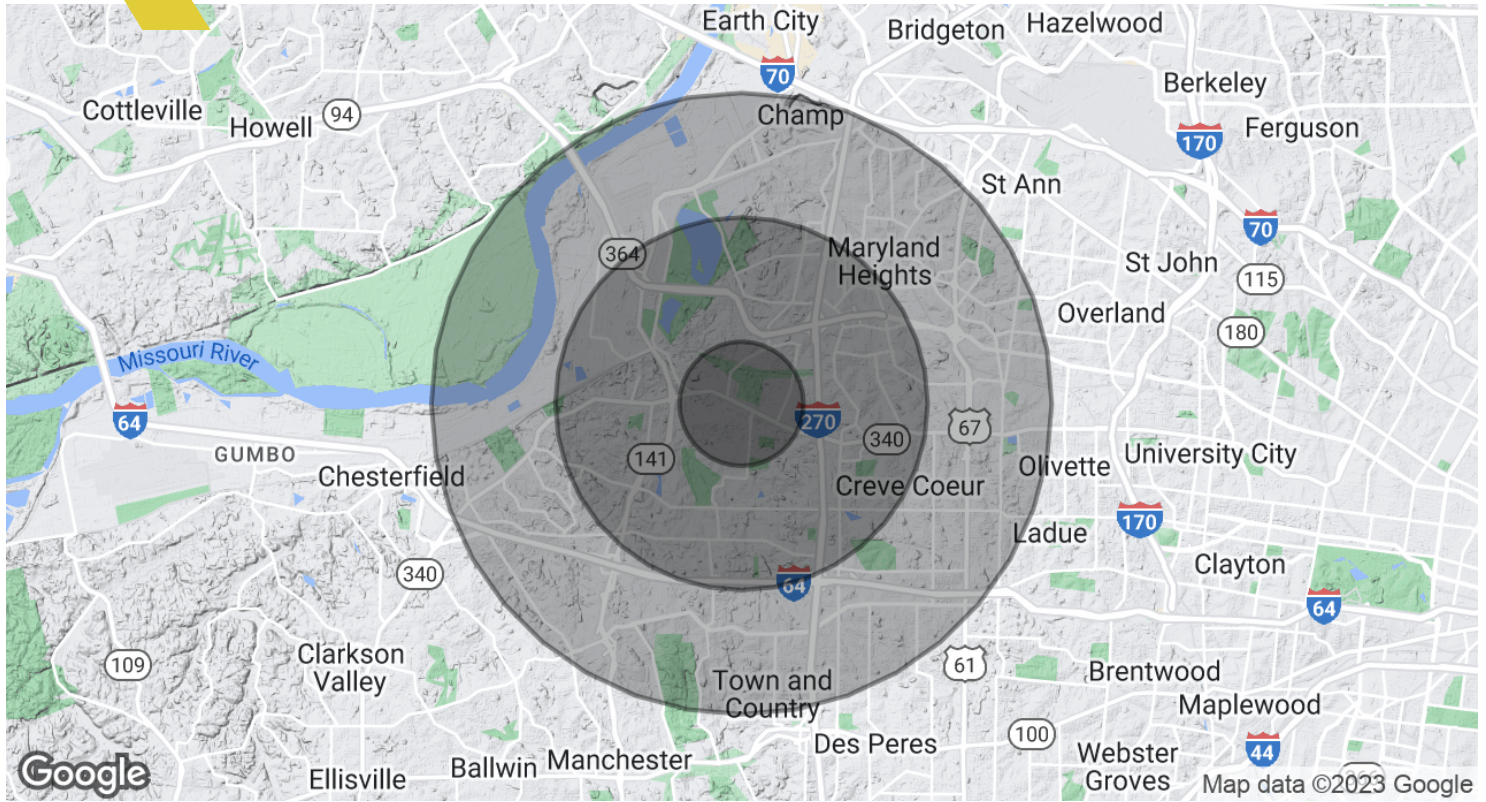 Earth City
Bridgeton
Hazelwood
70
Berkeley
Cottleville
94
Howell
Champ
170
Ferguson
St Ann
70
364
Maryland
Heights
St John
115
Overland
180
Missouri River
64
270
67
340
GUMBO
141
Olivette
University City
Chesterfield
Creve Coeur
170
Ladue
340
64
Clayton
64
109
Clarkson
Valley
61
Brentwood
Town and
Country
Maplewood
100
Des Peres
44
Webster
Groves
Manchester
Ballwin
Ellisville
Google
Map data ©2023 Google